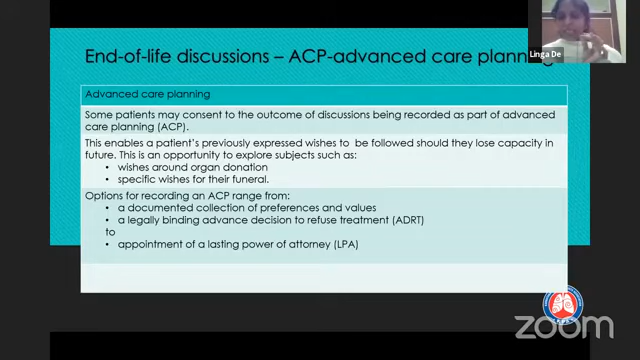 End-of-life discussions – ACP-advanced care planning
Linga De
Advanced care planning
Some patients may consent to the outcome of discussions being recorded as part of advanced
care planning (ACP).
This enables a patient's previously expressed wishes to be followed should they lose capacity in
future. This is an opportunity to explore subjects such as:
• wishes around organ donation
• specific wishes for their funeral.
Options for recording an ACP range from:
• a documented collection of preferences and values
• a legally binding advance decision to refuse treatment (ADRT)
to
• appointment of a lasting power of attorney (LPA)
zoom